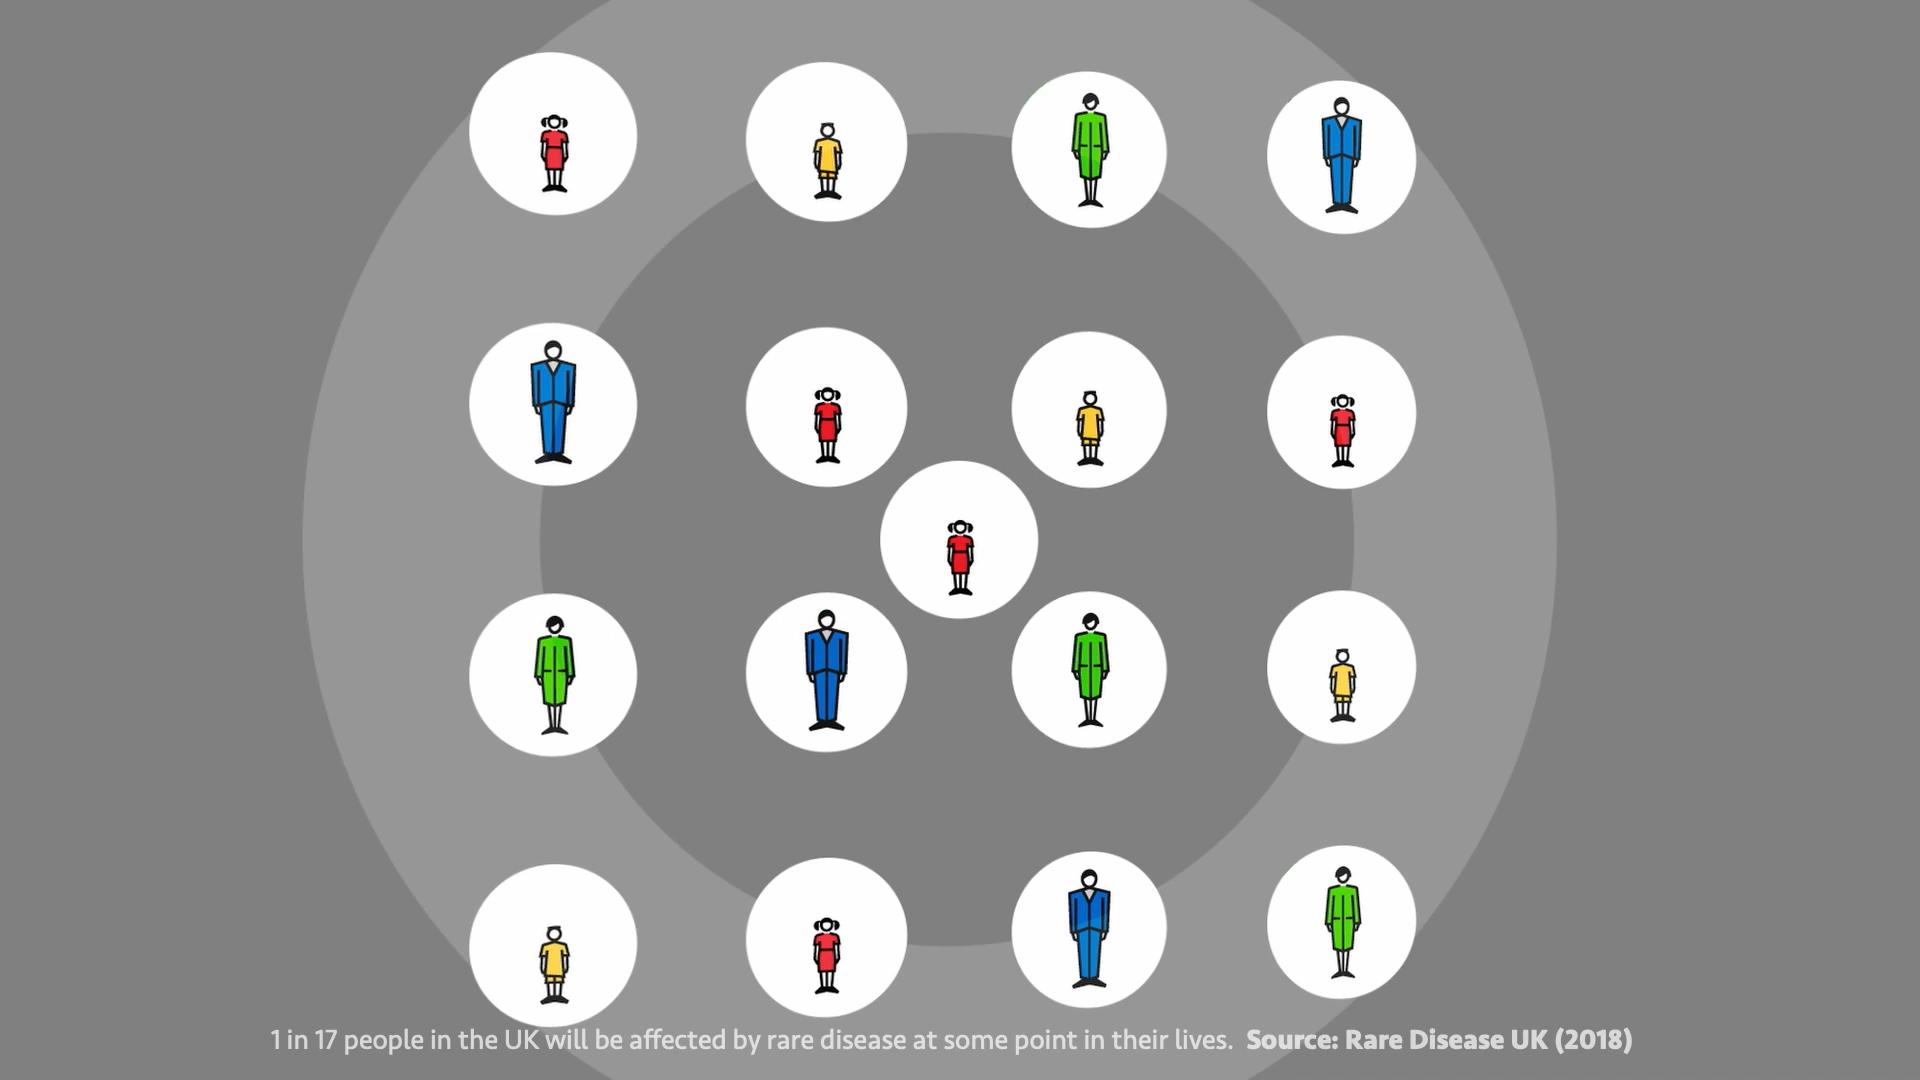 1 in 17 people in the UK will be affected by rare disease at some point in their lives. Source: Rare Disease UK (2018)